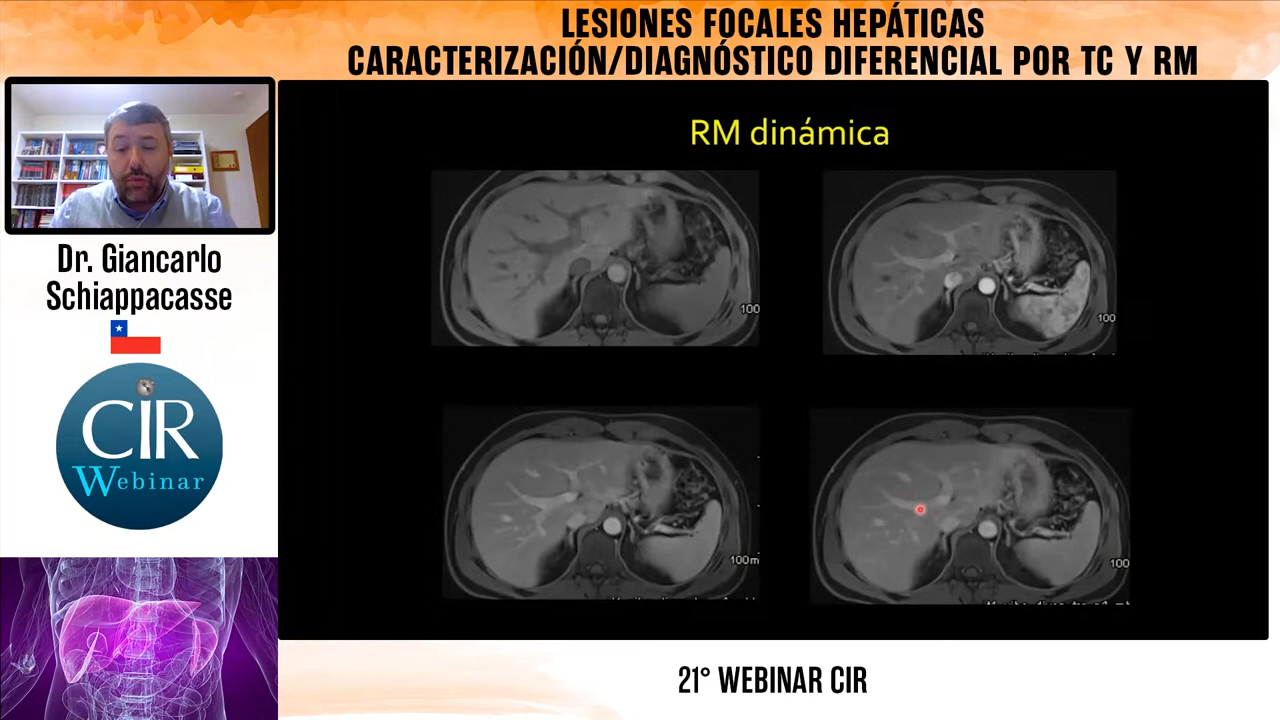 LESIONES FOCALES HEPÁTICAS
CARACTERIZACIÓN/DIAGNÓSTICO DIFERENCIAL POR TC Y RM
RM dinámica
100
100
100m
100
Dr. Giancarlo
Schiappacasse
CIR
Webinar
21° WEBINAR CIR